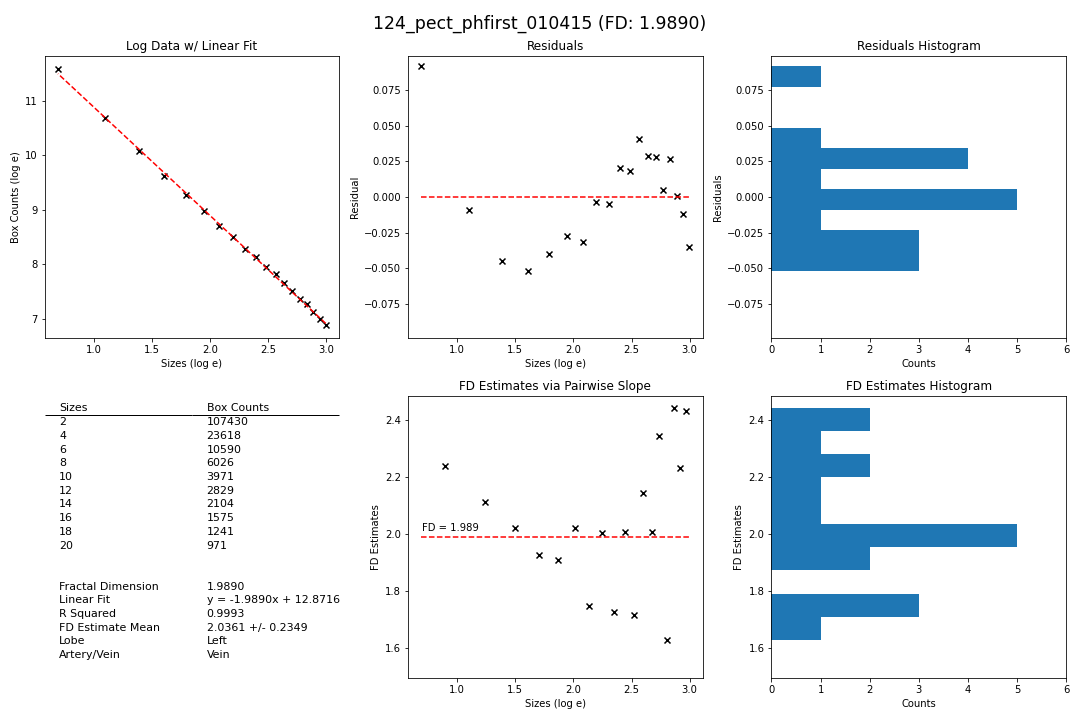 124_pect_phfirst_010415 (FD: 1.9890)
Log Data w/ Linear Fit
11
10
9
8
7
Box Counts (log e)
1.0 1.5 2.0 2.5 3.0
Sizes (log e)
Residuals
0.075
0.050
0.025
0.000
−0.025
−0.050
−0.075
Residual
1.0 1.5 2.0 2.5 3.0
Sizes (log e)
Residuals Histogram
0.075
0.050
0.025
0.000
−0.025
−0.050
−0.075
Residuals
0 1 2 3 4 5 6
Counts
Sizes Box Counts
2 107430
4 23618
6 10590
8 6026
10 3971
12 2829
14 2104
16 1575
18 1241
20 971
Fractal Dimension 1.9890
Linear Fit y = -1.9890x + 12.8716
R Squared 0.9993
FD Estimate Mean 2.0361 +/- 0.2349
Lobe Left
Artery/Vein Vein
FD Estimates via Pairwise Slope
2.4
2.2
2.0
1.8
1.6
FD Estimates
FD = 1.989
1.0 1.5 2.0 2.5 3.0
Sizes (log e)
FD Estimates Histogram
2.4
2.2
2.0
1.8
1.6
FD Estimates
0 1 2 3 4 5 6
Counts